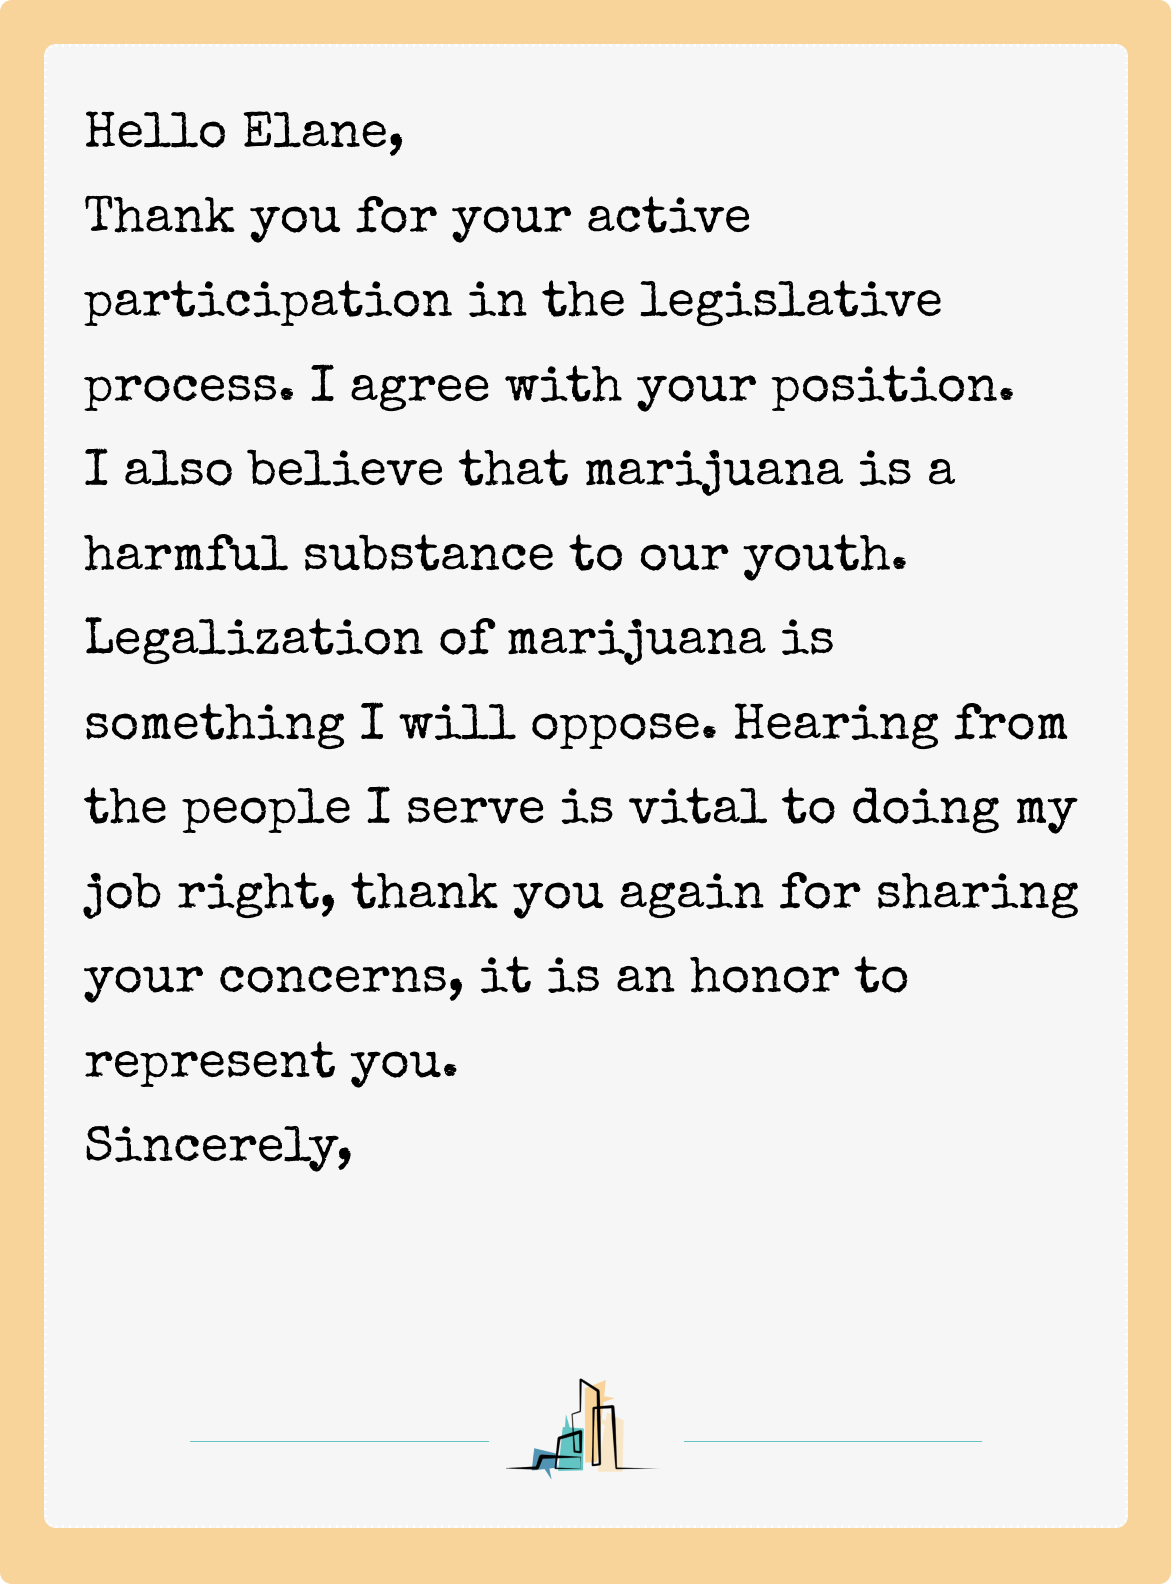 Hello Elane,
Thank you for your active
participation in the legislative
process. I agree with your position.
I also believe that marijuana is a
harmful substance to our youth.
Legalization of marijuana is
something I will oppose. Hearing from
the people I serve is vital to doing my
job right, thank you again for sharing
your concerns, it is an honor to
represent you.
Sincerely,